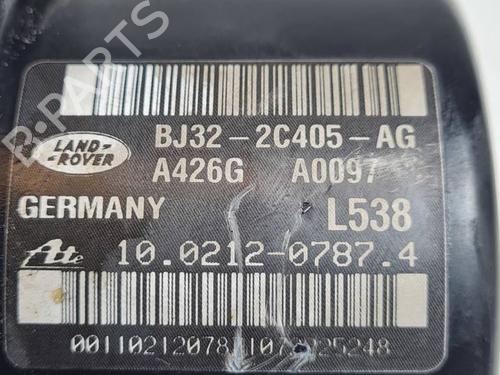 LAND-
-ROVER
BJ32-2C405-AG
A426G A0097
GERMANY L538
Ate 10.0212-0787.4
B-PARTS